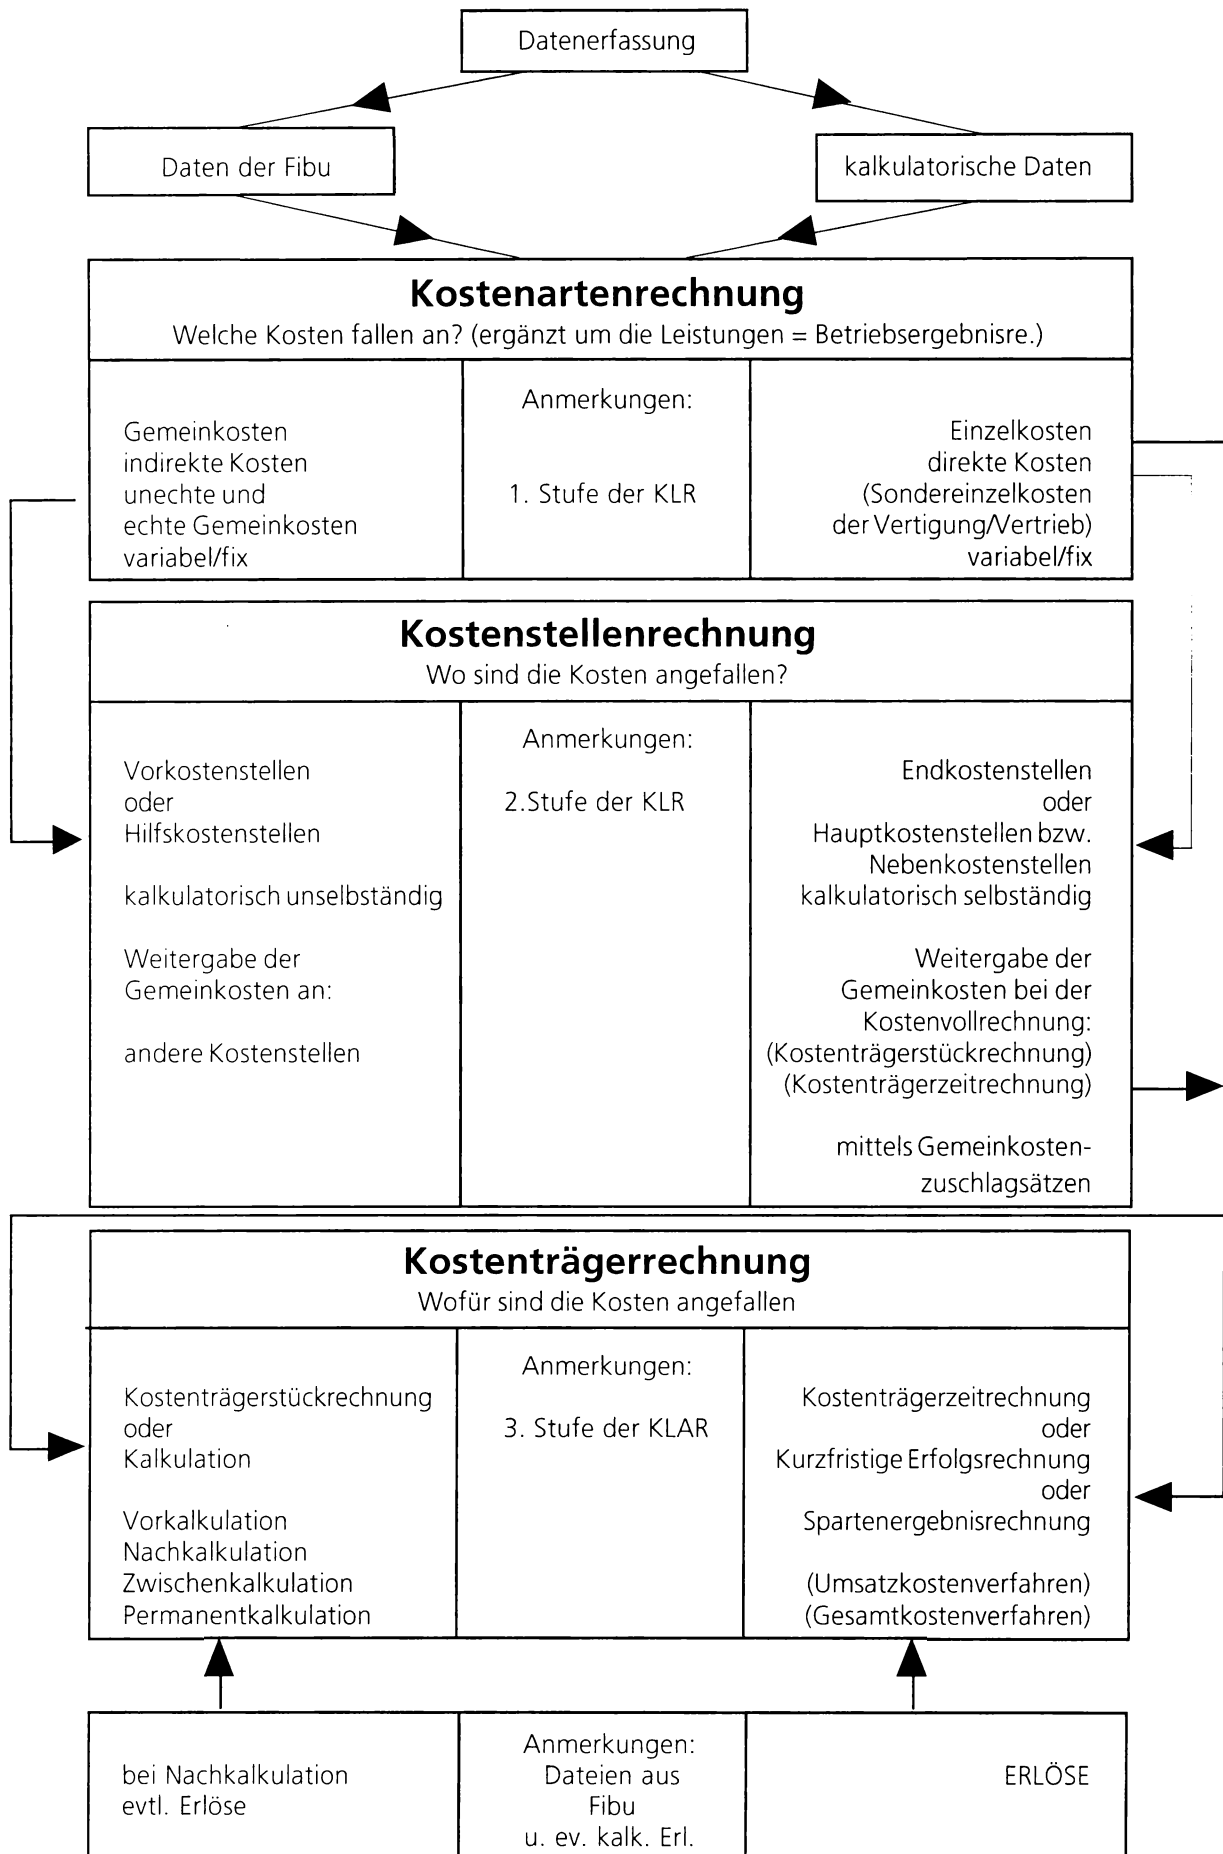 Datenerfassung
Daten der Fibu
kalkulatorische Daten
Kostenartenrechnung
Welche Kosten fallen an? (ergänzt um die Leistungen = Betriebsergebnisre.)
Gemeinkosten
indirekte Kosten
unechte und
echte Gemeinkosten
variabel/fix
Anmerkungen:
1. Stufe der KLR
Einzelkosten
direkte Kosten
(Sondereinzelkosten
der Vertigung/Vertrieb)
variabel/fix
Kostenstellenrechnung
Wo sind die Kosten angefallen?
Vorkostenstellen
oder
Hilfskostenstellen
kalkulatorisch unselbständig
Weitergabe der
Gemeinkosten an:
andere Kostenstellen
Anmerkungen:
2.Stufe der KLR
Endkostenstellen
oder
Hauptkostenstellen bzw.
Nebenkostenstellen
kalkulatorisch selbständig
Weitergabe der
Gemeinkosten bei der
Kostenvollrechnung:
(Kostenträgerstückrechnung)
(Kostenträgerzeitrechnung)
mittels Gemeinkosten-
zuschlagsätzen
Kostenträgerrechnung
Wofür sind die Kosten angefallen
Kostenträgerstückrechnung
oder
Kalkulation
Vorkalkulation
Nachkalkulation
Zwischenkalkulation
Permanentkalkulation
Anmerkungen:
3. Stufe der KLAR
Kostenträgerzeitrechnung
oder
Kurzfristige Erfolgsrechnung
oder
Spartenergebnisrechnung
(Umsatzkostenverfahren)
(Gesamtkostenverfahren)
bei Nachkalkulation
evtl. Erlöse
Anmerkungen:
Dateien aus
Fibu
u. ev. kalk. Erl.
ERLÖSE